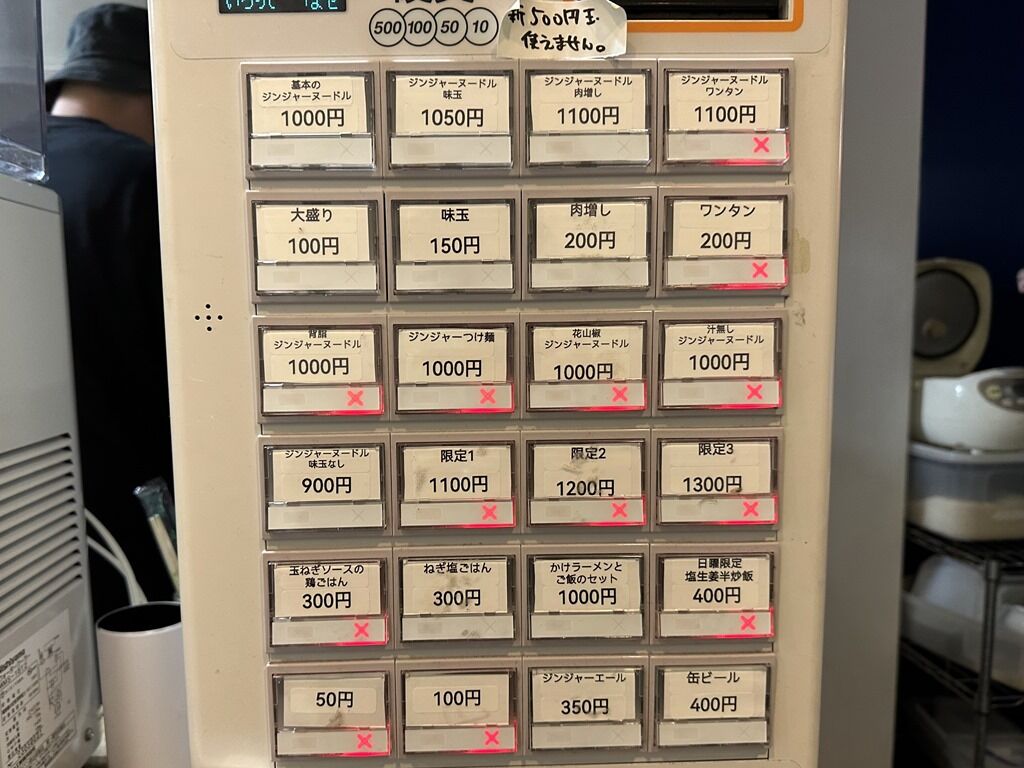 500 100 50 10
新500円玉
使えません。
基本の
ジンジャーヌードル
1000円
ジンジャーヌードル
味玉
1050円
ジンジャーヌードル
肉増し
1100円
ジンジャーヌードル
ワンタン
1100円
大盛り
100円
味玉
150円
肉増し
200円
ワンタン
200円
背脂
ジンジャーヌードル
1000円
ジンジャーつけ麺
1000円
花山椒
ジンジャーヌードル
1000円
汁無し
ジンジャーヌードル
1000円
ジンジャーヌードル
味玉なし
900円
限定1
1100円
限定2
1200円
限定3
1300円
玉ねぎソースの
鶏ごはん
300円
ねぎ塩ごはん
300円
かけラーメンと
ご飯のセット
1000円
日曜限定
塩生姜半炒飯
400円
50円
100円
ジンジャーエール
350円
缶ビール
400円